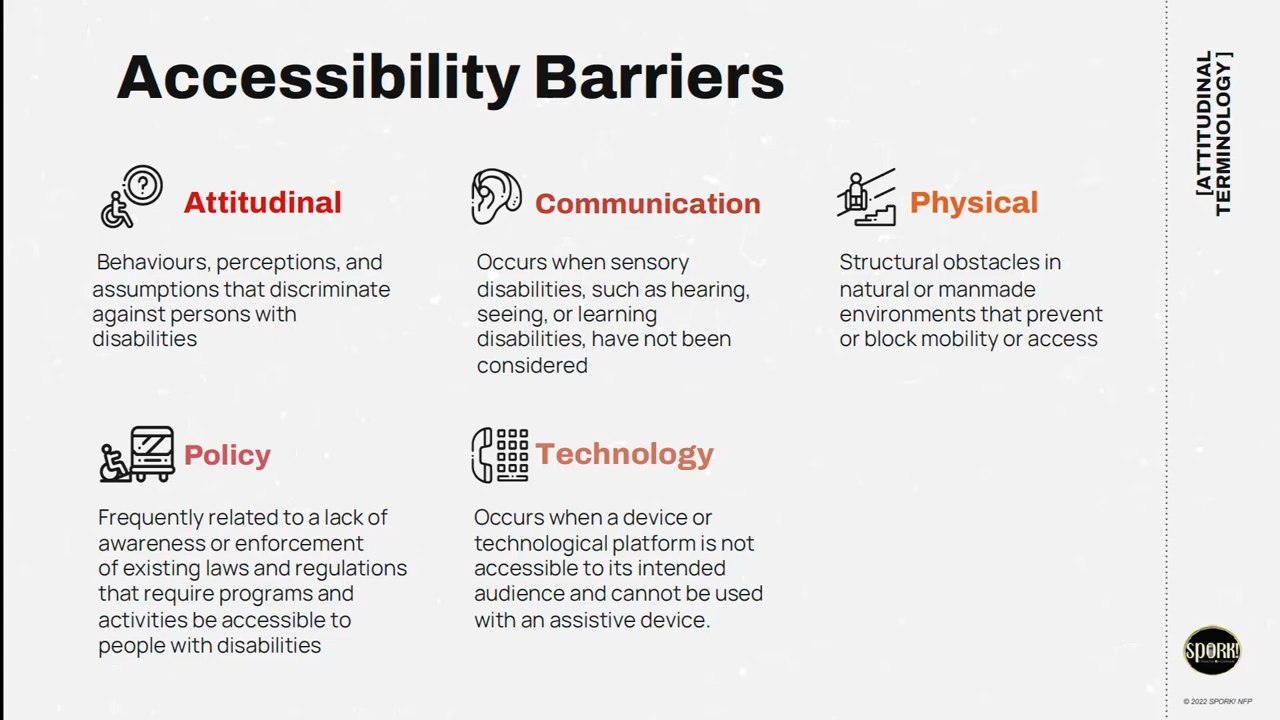 Accessibility Barriers
[ATTITUDINAL
TERMINOLOGY]
Attitudinal
Behaviours, perceptions, and
assumptions that discriminate
against persons with
disabilities
Communication
Occurs when sensory
disabilities, such as hearing,
seeing, or learning
disabilities, have not been
considered
Physical
Structural obstacles in
natural or manmade
environments that prevent
or block mobility or access
Policy
Frequently related to a lack of
awareness or enforcement
of existing laws and regulations
that require programs and
activities be accessible to
people with disabilities
Technology
Occurs when a device or
technological platform is not
accessible to its intended
audience and cannot be used
with an assistive device.
SPORK!
© 2022 SPORK! NFP